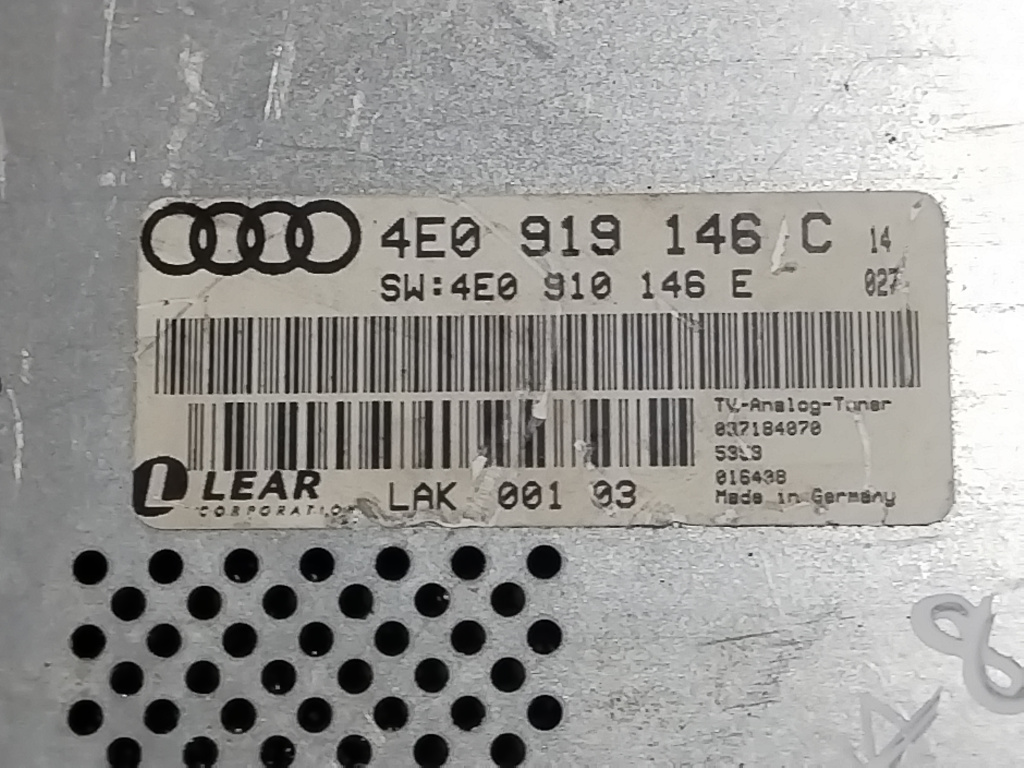 4E0 919 146 C 14
SW:4E0 910 146 E 027
TV-Analog-Tuner
037184070
016438
Made in Germany
LEAR
CORPORATION
LAK 001 03
48